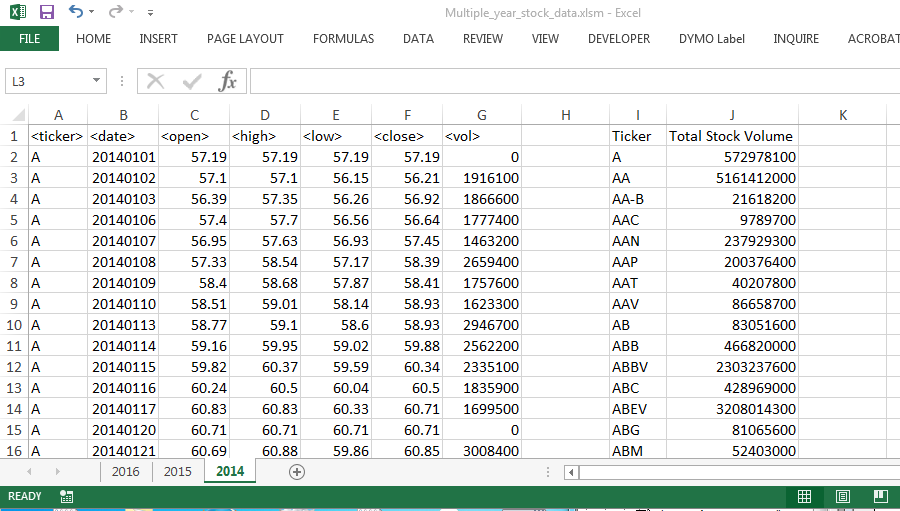 Multiple_year_stock_data.xlsm - Excel
FILE HOME INSERT PAGE LAYOUT FORMULAS DATA REVIEW VIEW DEVELOPER DYMO Label INQUIRE ACROBAT
L3 fx
A B C D E F G H I J K
1 <ticker> <date> <open> <high> <low> <close> <vol> Ticker Total Stock Volume
2 A 20140101 57.19 57.19 57.19 57.19 0 A 572978100
3 A 20140102 57.1 57.1 56.15 56.21 1916100 AA 5161412000
4 A 20140103 56.39 57.35 56.26 56.92 1866600 AA-B 21618200
5 A 20140106 57.4 57.7 56.56 56.64 1777400 AAC 9789700
6 A 20140107 56.95 57.63 56.93 57.45 1463200 AAN 237929300
7 A 20140108 57.33 58.54 57.17 58.39 2659400 AAP 200376400
8 A 20140109 58.4 58.68 57.87 58.41 1757600 AAT 40207800
9 A 20140110 58.51 59.01 58.14 58.93 1623300 AAV 86658700
10 A 20140113 58.77 59.1 58.6 58.93 2946700 AB 83051600
11 A 20140114 59.16 59.95 59.02 59.88 2562200 ABB 466820000
12 A 20140115 59.82 60.37 59.59 60.34 2335100 ABBV 2303237600
13 A 20140116 60.24 60.5 60.04 60.5 1835900 ABC 428969000
14 A 20140117 60.83 60.83 60.33 60.71 1699500 ABEV 3208014300
15 A 20140120 60.71 60.71 60.71 60.71 0 ABG 81065600
16 A 20140121 60.69 60.88 59.86 60.85 3008400 ABM 52403000
2016 2015 2014
READY